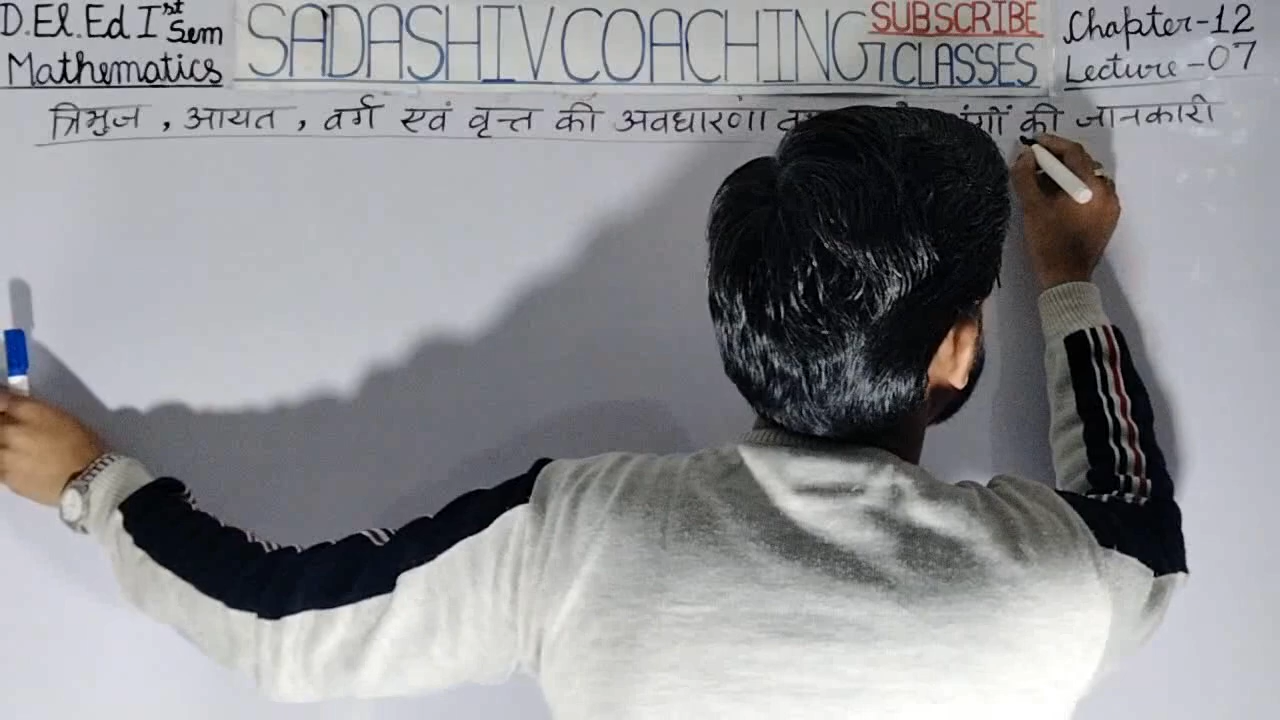 D.El.Ed Ist Sem
Mathematics
SADASHIV COACHING
SUBSCRIBE
CLASSES
Chapter-12
Lecture-07
त्रिभुज, आयत, वर्ग एवं वृत्त की अवधारणा की जानकारी